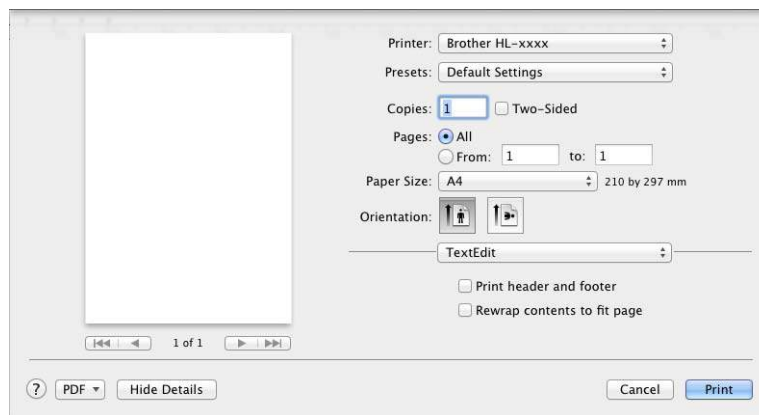 Printer: Brother HL-xxxx
Presets: Default Settings
Copies: 1 Two-Sided
Pages: All
From: 1 to: 1
Paper Size: A4 210 by 297 mm
Orientation:
TextEdit
Print header and footer
Rewrap contents to fit page
1 of 1
? PDF Hide Details Cancel Print